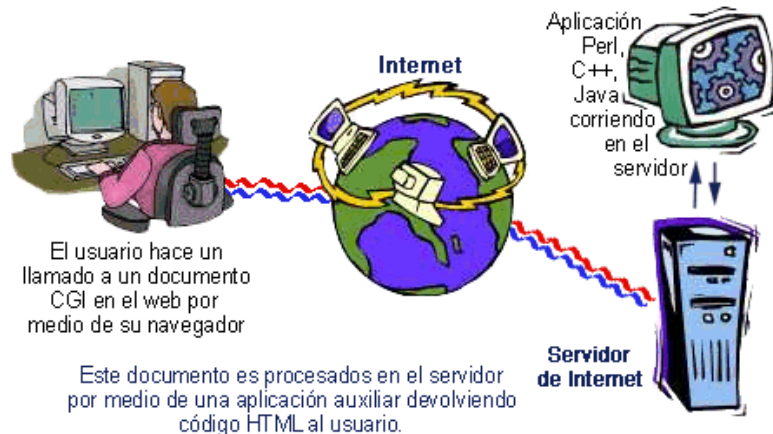 Aplicación
Perl,
C++,
Java
corriendo
en el
servidor
Internet
El usuario hace un
llamado a un documento
CGI en el web por
medio de su navegador
Servidor
de Internet
Este documento es procesados en el servidor
por medio de una aplicación auxiliar devolviendo
código HTML al usuario.